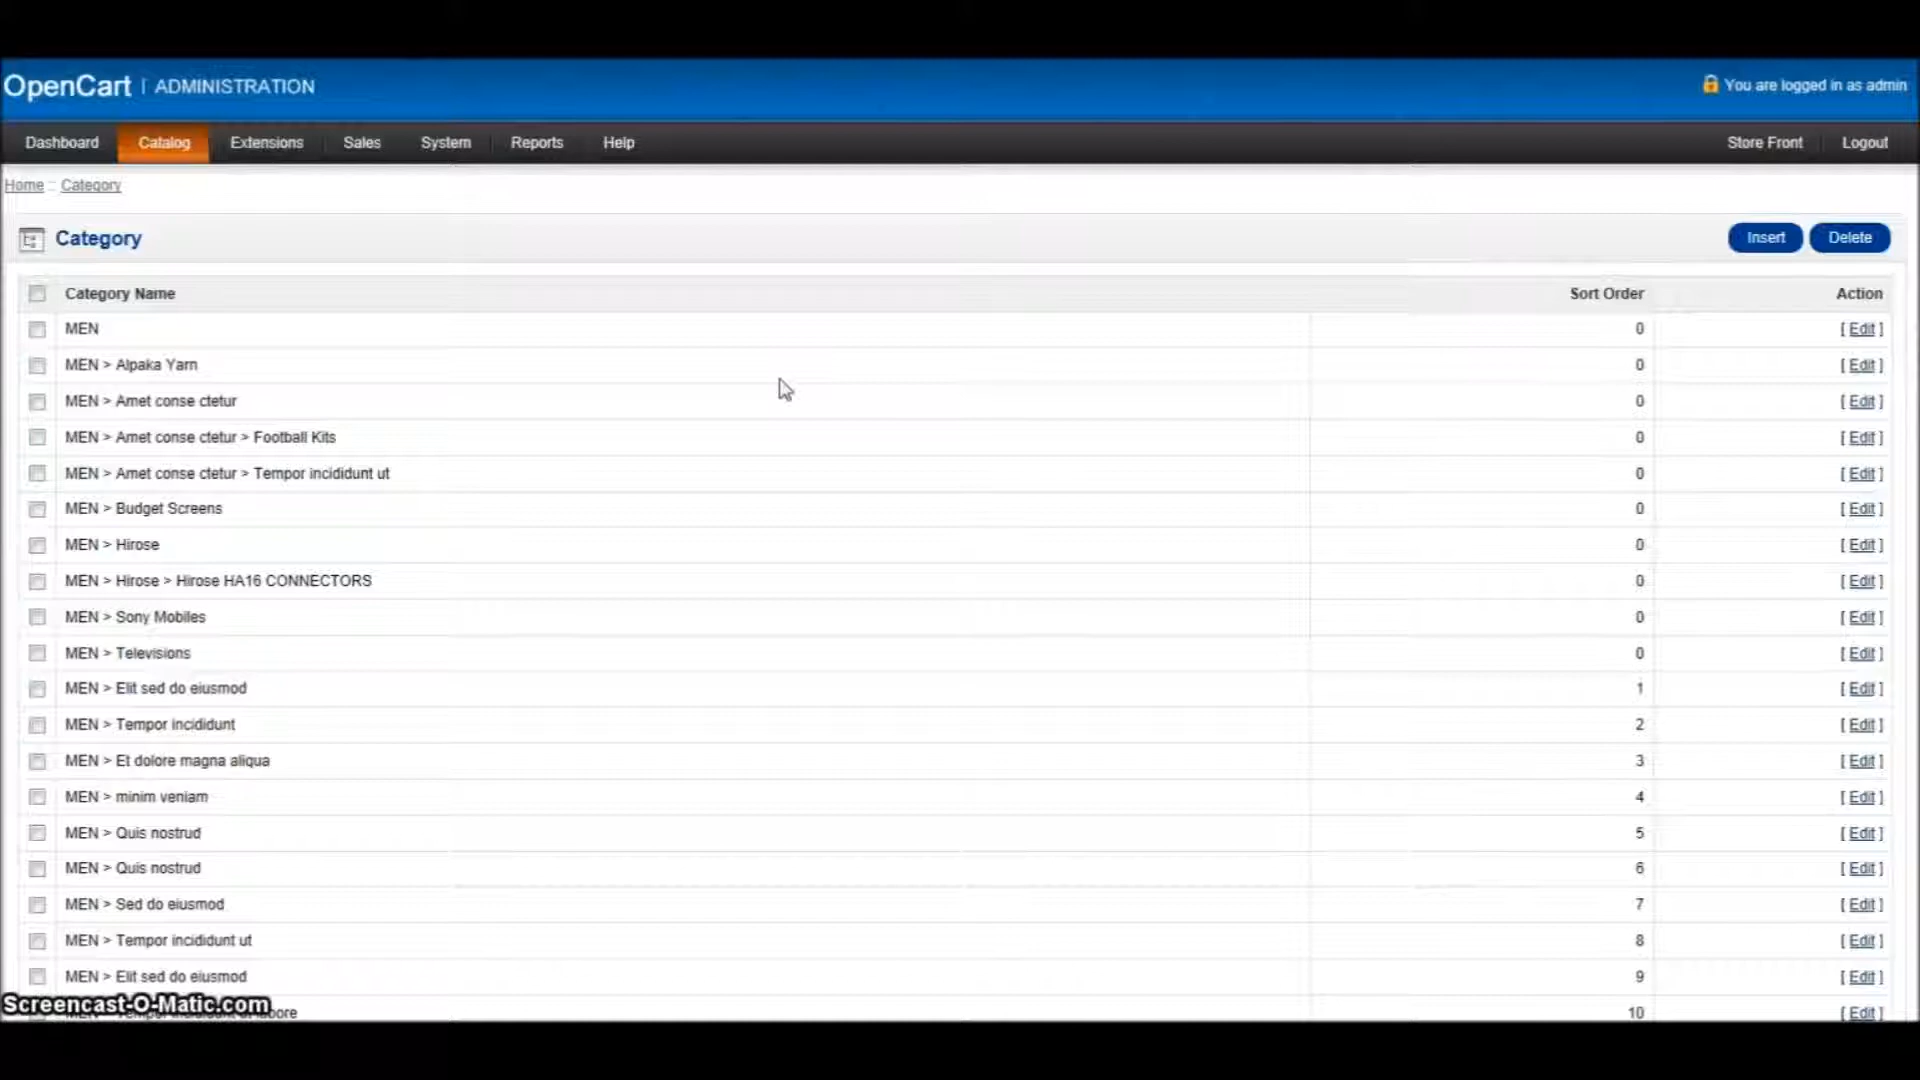 OpenCart | ADMINISTRATION You are logged in as admin
Dashboard Catalog Extensions Sales System Reports Help Store Front Logout
Home :: Category
Category Insert Delete
Category Name Sort Order Action
MEN 0 [ Edit ]
MEN > Alpaka Yarn 0 [ Edit ]
MEN > Amet conse ctetur 0 [ Edit ]
MEN > Amet conse ctetur > Football Kits 0 [ Edit ]
MEN > Amet conse ctetur > Tempor incididunt ut 0 [ Edit ]
MEN > Budget Screens 0 [ Edit ]
MEN > Hirose 0 [ Edit ]
MEN > Hirose > Hirose HA16 CONNECTORS 0 [ Edit ]
MEN > Sony Mobiles 0 [ Edit ]
MEN > Televisions 0 [ Edit ]
MEN > Elit sed do eiusmod 1 [ Edit ]
MEN > Tempor incididunt 2 [ Edit ]
MEN > Et dolore magna aliqua 3 [ Edit ]
MEN > minim veniam 4 [ Edit ]
MEN > Quis nostrud 5 [ Edit ]
MEN > Quis nostrud 6 [ Edit ]
MEN > Sed do eiusmod 7 [ Edit ]
MEN > Tempor incididunt ut 8 [ Edit ]
MEN > Elit sed do eiusmod 9 [ Edit ]
Screencast-O-Matic.com
10 [ Edit ]